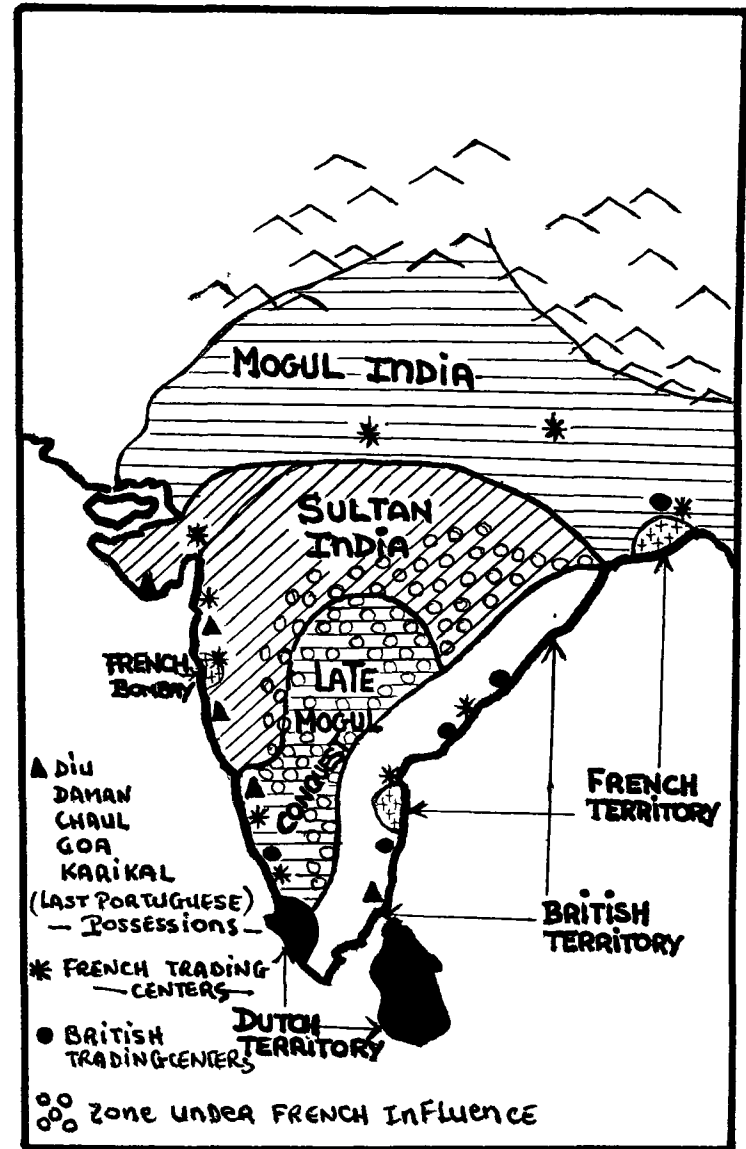 MOGUL INDIA
SULTAN
INDIA
FRENCH
BOMBAY
LATE
MOGUL
CONQUEST
DIU
DAMAN
CHAUL
GOA
KARIKAL
(LAST PORTUGUESE)
— POSSESSIONS —
FRENCH TERRITORY
BRITISH TERRITORY
FRENCH TRADING
— CENTERS —
DUTCH
TERRITORY
BRITISH
TRADING CENTERS
ZONE UNDER FRENCH INFLUENCE